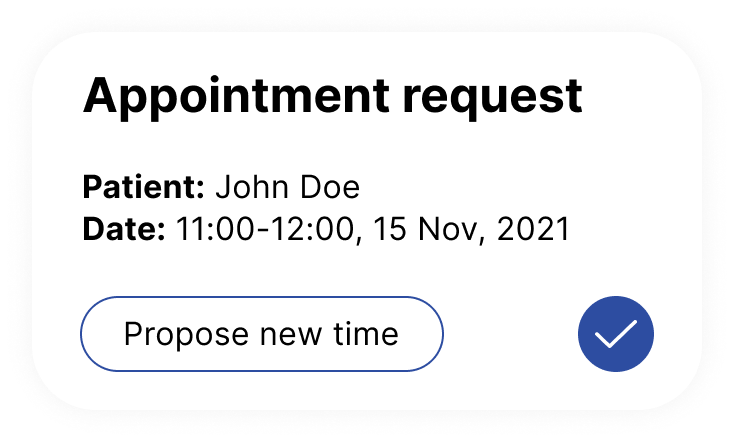 Appointment request
Patient: John Doe
Date: 11:00-12:00, 15 Nov, 2021
Propose new time